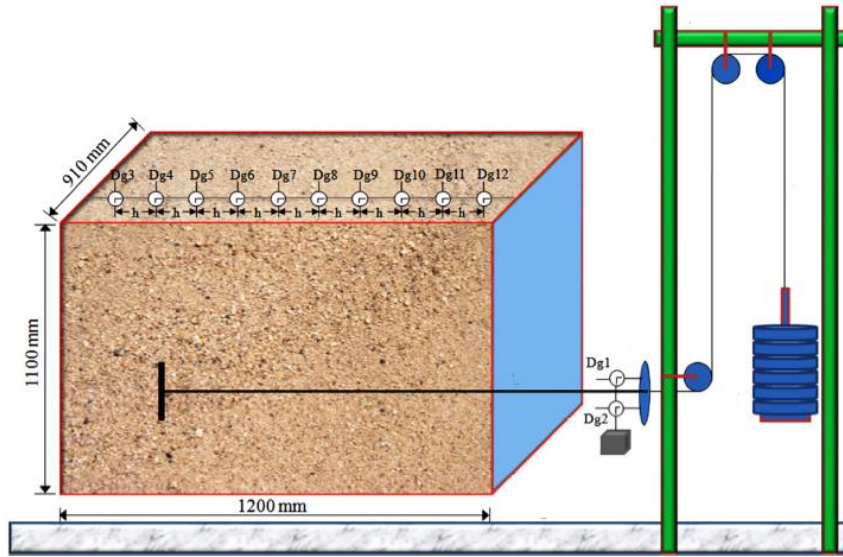 910 mm
Dg3 Dg4 Dg5 Dg6 Dg7 Dg8 Dg9 Dg10 Dg11 Dg12
h h h h h h h h h
1100 mm
Dg1
Dg2
1200 mm